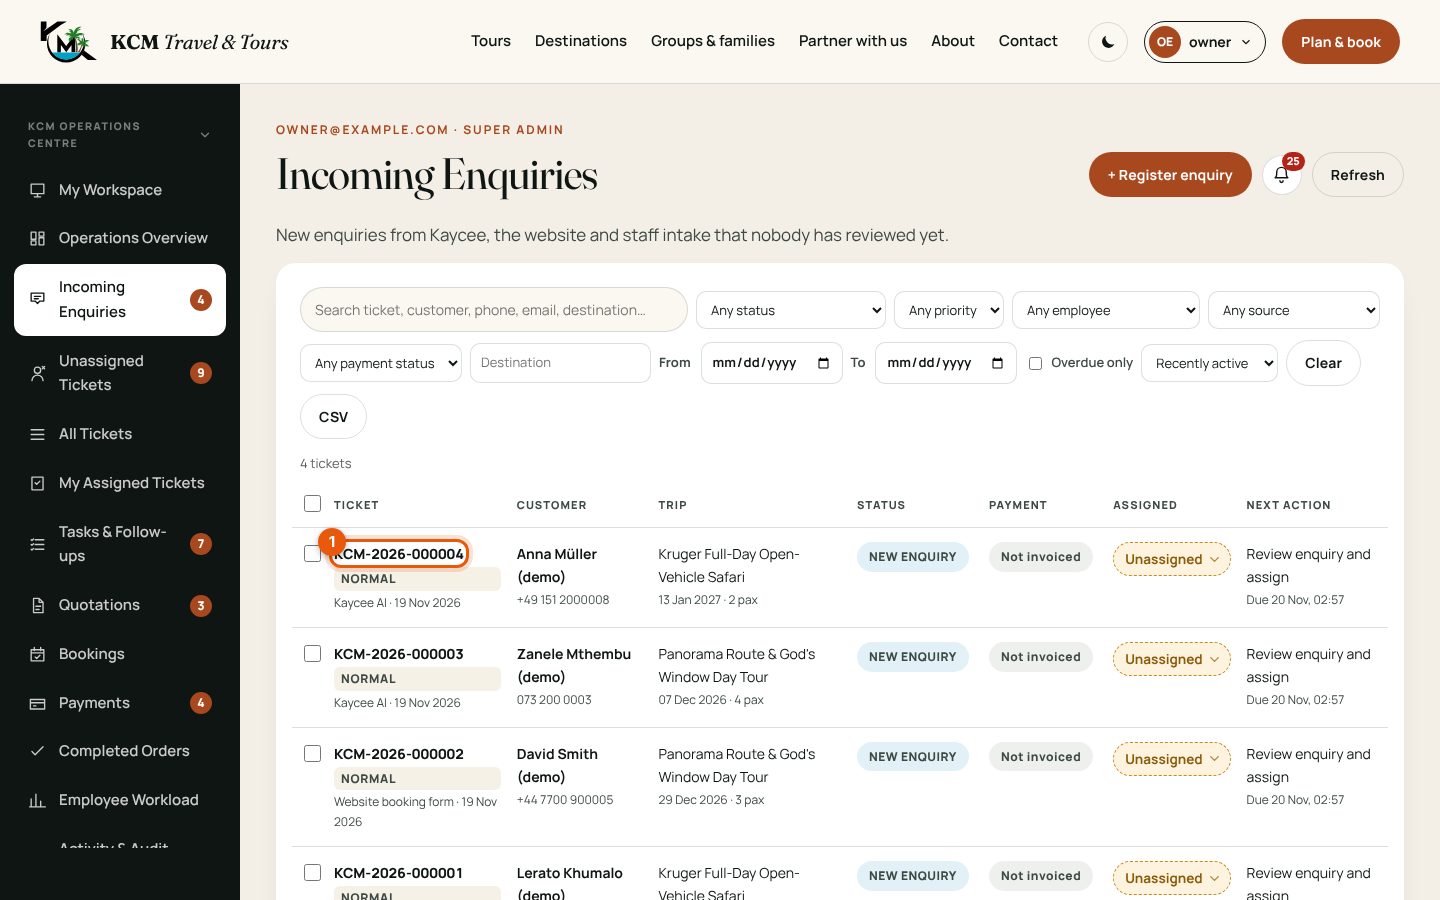 KCM Travel & Tours
Tours
Destinations
Groups & families
Partner with us
About
Contact
OE
owner
Plan & book
KCM OPERATIONS
CENTRE
My Workspace
Operations Overview
Incoming
Enquiries
4
Unassigned
Tickets
9
All Tickets
My Assigned Tickets
Tasks & Follow-
ups
7
Quotations
3
Bookings
Payments
4
Completed Orders
Employee Workload
Activity & Audit
OWNER@EXAMPLE.COM · SUPER ADMIN
Incoming Enquiries
+ Register enquiry
25
Refresh
New enquiries from Kaycee, the website and staff intake that nobody has reviewed yet.
Search ticket, customer, phone, email, destination...
Any status
Any priority
Any employee
Any source
Any payment status
Destination
From
mm/dd/yyyy
To
mm/dd/yyyy
Overdue only
Recently active
Clear
CSV
4 tickets
TICKET
CUSTOMER
TRIP
STATUS
PAYMENT
ASSIGNED
NEXT ACTION
1
KCM-2026-000004
NORMAL
Kaycee AI · 19 Nov 2026
Anna Müller
(demo)
+49 151 2000008
Kruger Full-Day Open-
Vehicle Safari
13 Jan 2027 · 2 pax
NEW ENQUIRY
Not invoiced
Unassigned
Review enquiry and
assign
Due 20 Nov, 02:57
KCM-2026-000003
NORMAL
Kaycee AI · 19 Nov 2026
Zanele Mthembu
(demo)
073 200 0003
Panorama Route & God's
Window Day Tour
07 Dec 2026 · 4 pax
NEW ENQUIRY
Not invoiced
Unassigned
Review enquiry and
assign
Due 20 Nov, 02:57
KCM-2026-000002
NORMAL
Website booking form · 19 Nov
2026
David Smith
(demo)
+44 7700 900005
Panorama Route & God's
Window Day Tour
29 Dec 2026 · 3 pax
NEW ENQUIRY
Not invoiced
Unassigned
Review enquiry and
assign
Due 20 Nov, 02:57
KCM-2026-000001
NORMAL
Lerato Khumalo
(demo)
Kruger Full-Day Open-
Vehicle Safari
NEW ENQUIRY
Not invoiced
Unassigned
Review enquiry and
assign